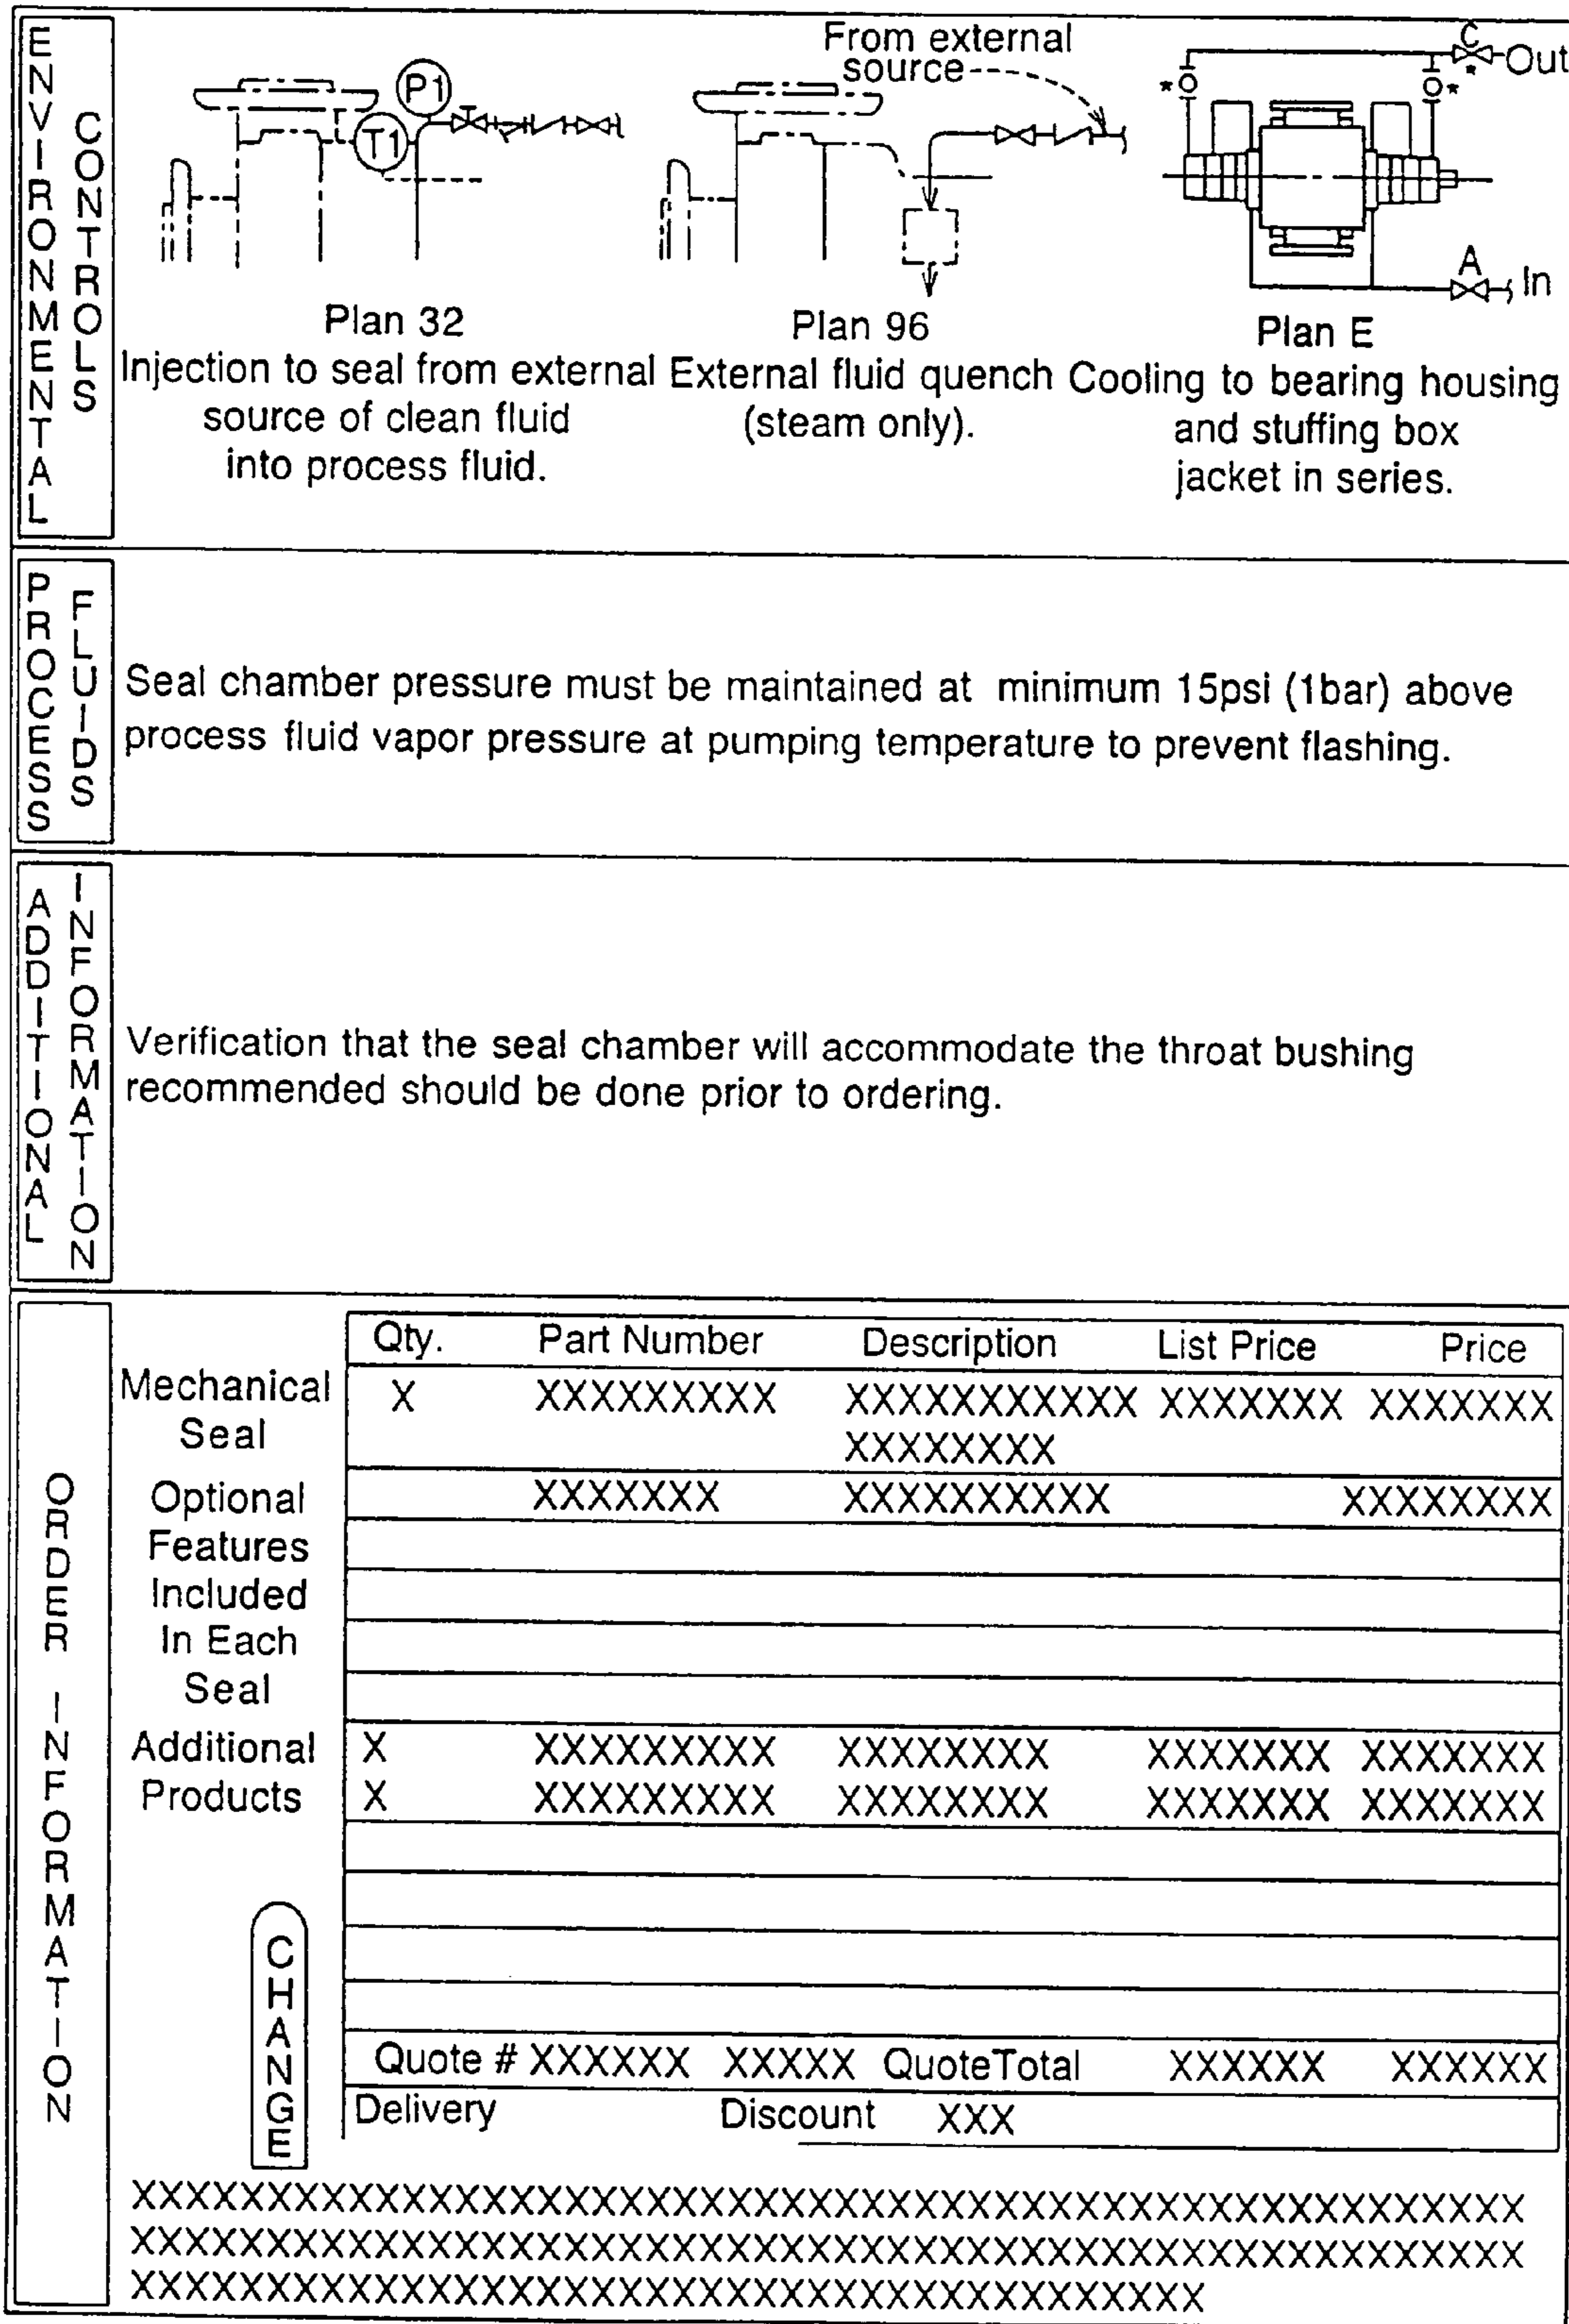 ENVIRONMENTAL
CONTROLS
From external
source
P1
T1
C
Out
*
*
*
A
In
Plan 32
Injection to seal from external
source of clean fluid
into process fluid.
Plan 96
External fluid quench
(steam only).
Plan E
Cooling to bearing housing
and stuffing box
jacket in series.
PROCESS
FLUIDS
Seal chamber pressure must be maintained at minimum 15psi (1bar) above
process fluid vapor pressure at pumping temperature to prevent flashing.
ADDITIONAL
INFORMATION
Verification that the seal chamber will accommodate the throat bushing
recommended should be done prior to ordering.
ORDER INFORMATION
Qty. Part Number Description List Price Price
Mechanical X XXXXXXXXX XXXXXXXXXXX XXXXXXX XXXXXXX
Seal XXXXXXXX
Optional XXXXXXX XXXXXXXXXX XXXXXXXX
Features
Included
In Each
Seal
Additional X XXXXXXXXX XXXXXXXX XXXXXXX XXXXXXX
Products X XXXXXXXXX XXXXXXXX XXXXXXX XXXXXXX
CHANGE
Quote # XXXXXX XXXXX QuoteTotal XXXXXX XXXXXX
Delivery Discount XXX
XXXXXXXXXXXXXXXXXXXXXXXXXXXXXXXXXXXXXXXXXXXXXXXXXXXX
XXXXXXXXXXXXXXXXXXXXXXXXXXXXXXXXXXXXXXXXXXXXXXXXXXXX
XXXXXXXXXXXXXXXXXXXXXXXXXXXXXXXXXXXXXXXX